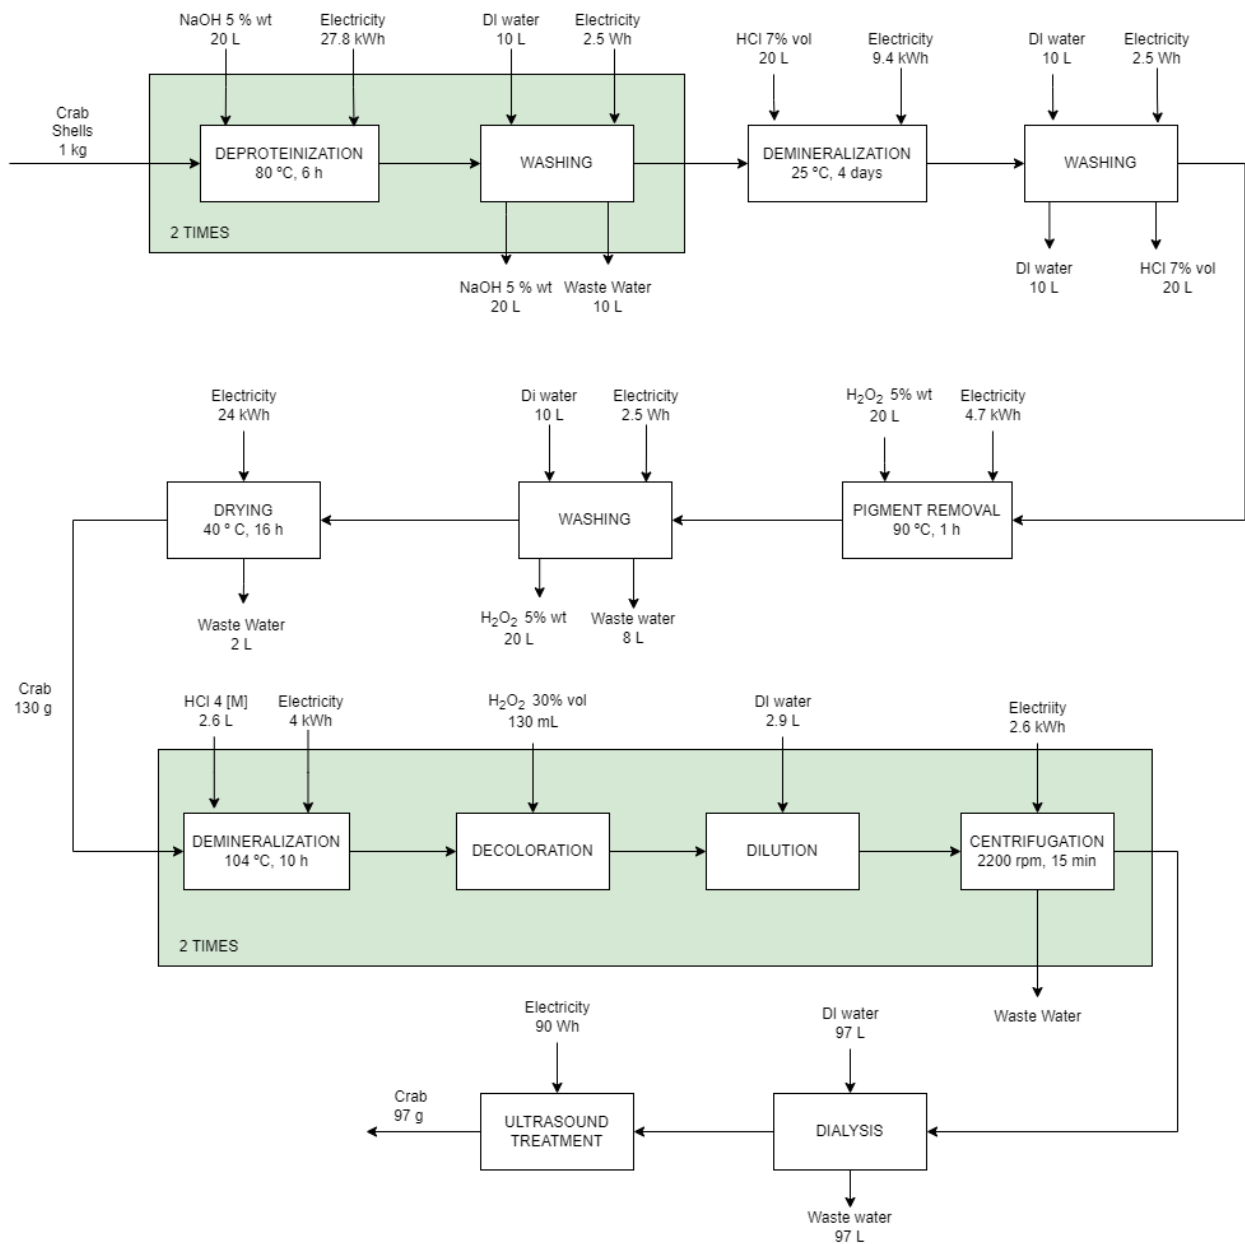 NaOH 5 % wt
20 L
Electricity
27.8 kWh
DI water
10 L
Electricity
2.5 Wh
HCl 7% vol
20 L
Electricity
9.4 kWh
DI water
10 L
Electricity
2.5 Wh
Crab
Shells
1 kg
DEPROTEINIZATION
80 ºC, 6 h
WASHING
DEMINERALIZATION
25 ºC, 4 days
WASHING
2 TIMES
NaOH 5 % wt
20 L
Waste Water
10 L
DI water
10 L
HCl 7% vol
20 L
Electricity
24 kWh
Di water
10 L
Electricity
2.5 Wh
H₂O₂ 5% wt
20 L
Electricity
4.7 kWh
DRYING
40 º C, 16 h
WASHING
PIGMENT REMOVAL
90 ºC, 1 h
Waste Water
2 L
H₂O₂ 5% wt
20 L
Waste water
8 L
Crab
130 g
HCl 4 [M]
2.6 L
Electricity
4 kWh
H₂O₂ 30% vol
130 mL
DI water
2.9 L
Electriity
2.6 kWh
DEMINERALIZATION
104 ºC, 10 h
DECOLORATION
DILUTION
CENTRIFUGATION
2200 rpm, 15 min
2 TIMES
Waste Water
Electricity
90 Wh
DI water
97 L
Crab
97 g
ULTRASOUND
TREATMENT
DIALYSIS
Waste water
97 L